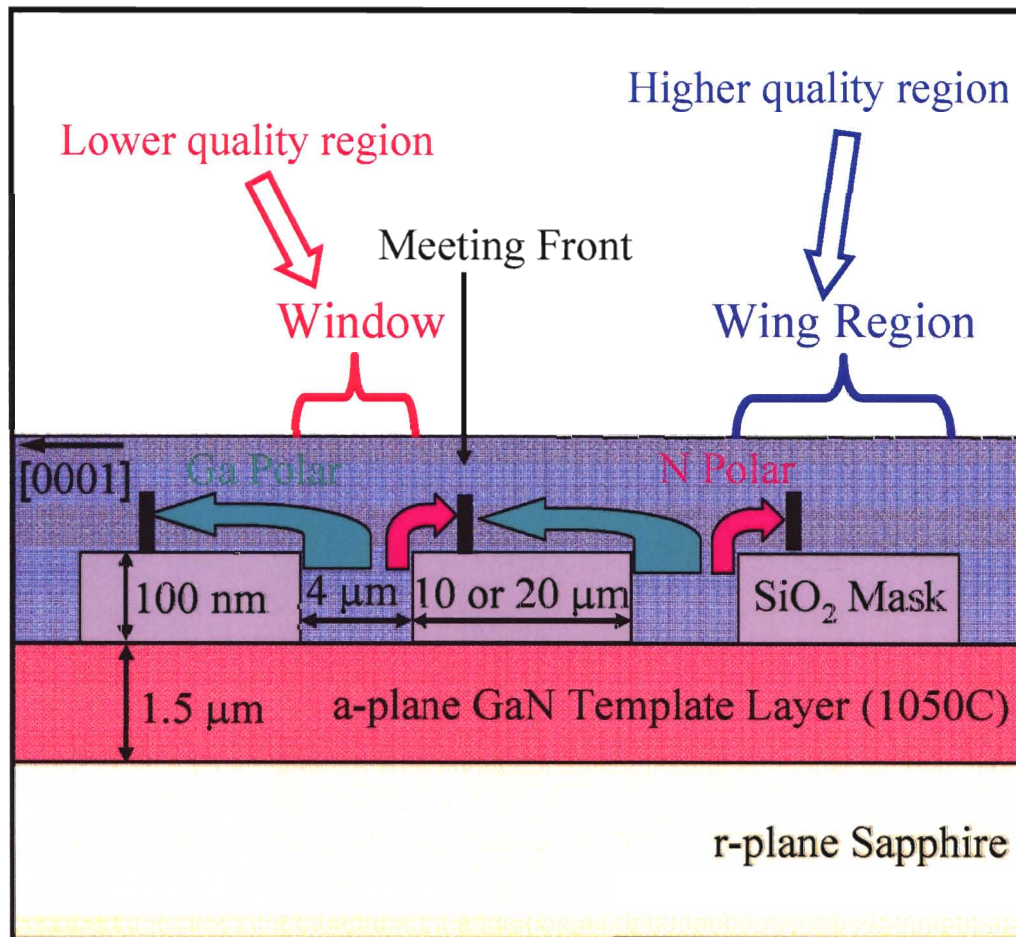 Higher quality region
Lower quality region
Meeting Front
Window
Wing Region
[0001]
Ga Polar
N Polar
100 nm
4 μm
10 or 20 μm
SiO₂ Mask
1.5 μm
a-plane GaN Template Layer (1050C)
r-plane Sapphire